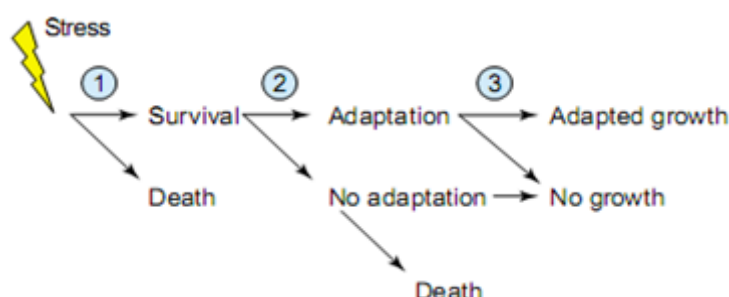 Stress
1 2 3
Survival Adaptation Adapted growth
Death No adaptation No growth
Death